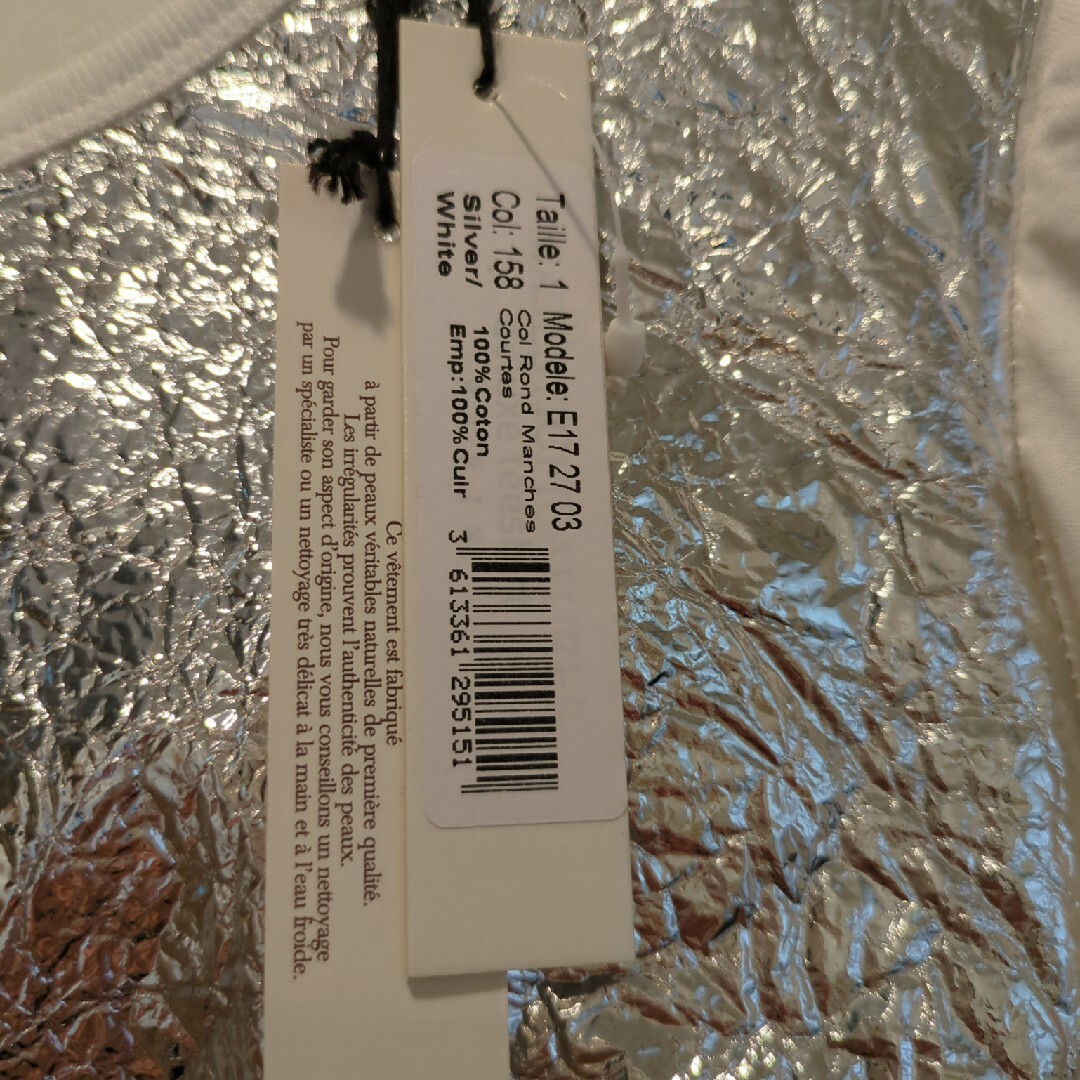 Taille: 1 Modele: E17 27 03
Col: 158 Col Rond Manches
Courtes
Silver/
White
100%Coton
Emp:100%Cuir
3 613361 295151
Ce vêtement est fabriqué
à partir de peaux véritables naturelles de première qualité.
Les irrégularités prouvent l'authenticité des peaux.
Pour garder son aspect d'origine, nous vous conseillons un nettoyage
par un spécialiste ou un nettoyage très délicat à la main et à l'eau froide.